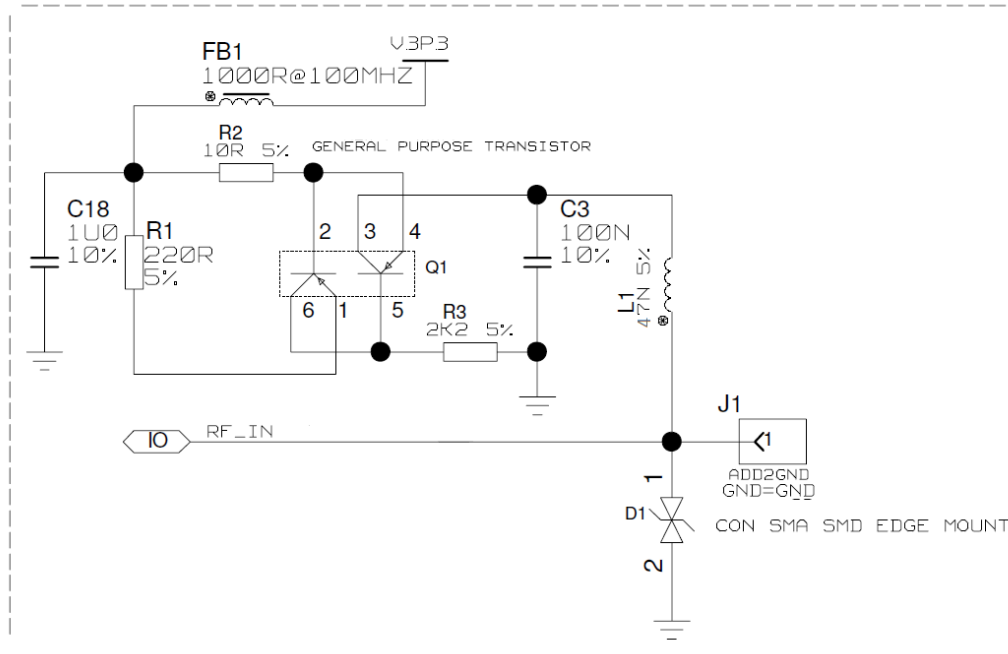 V3P3
FB1
1000R@100MHZ
R2
10R 5%
GENERAL PURPOSE TRANSISTOR
C18
1U0
10%
R1
220R
5%
2
3
4
Q1
6
1
5
R3
2K2 5%
C3
100N
10%
L1
47N 5%
J1
1
ADD2GND
GND=GND
IO
RF_IN
1
D1
2
CON SMA SMD EDGE MOUNT